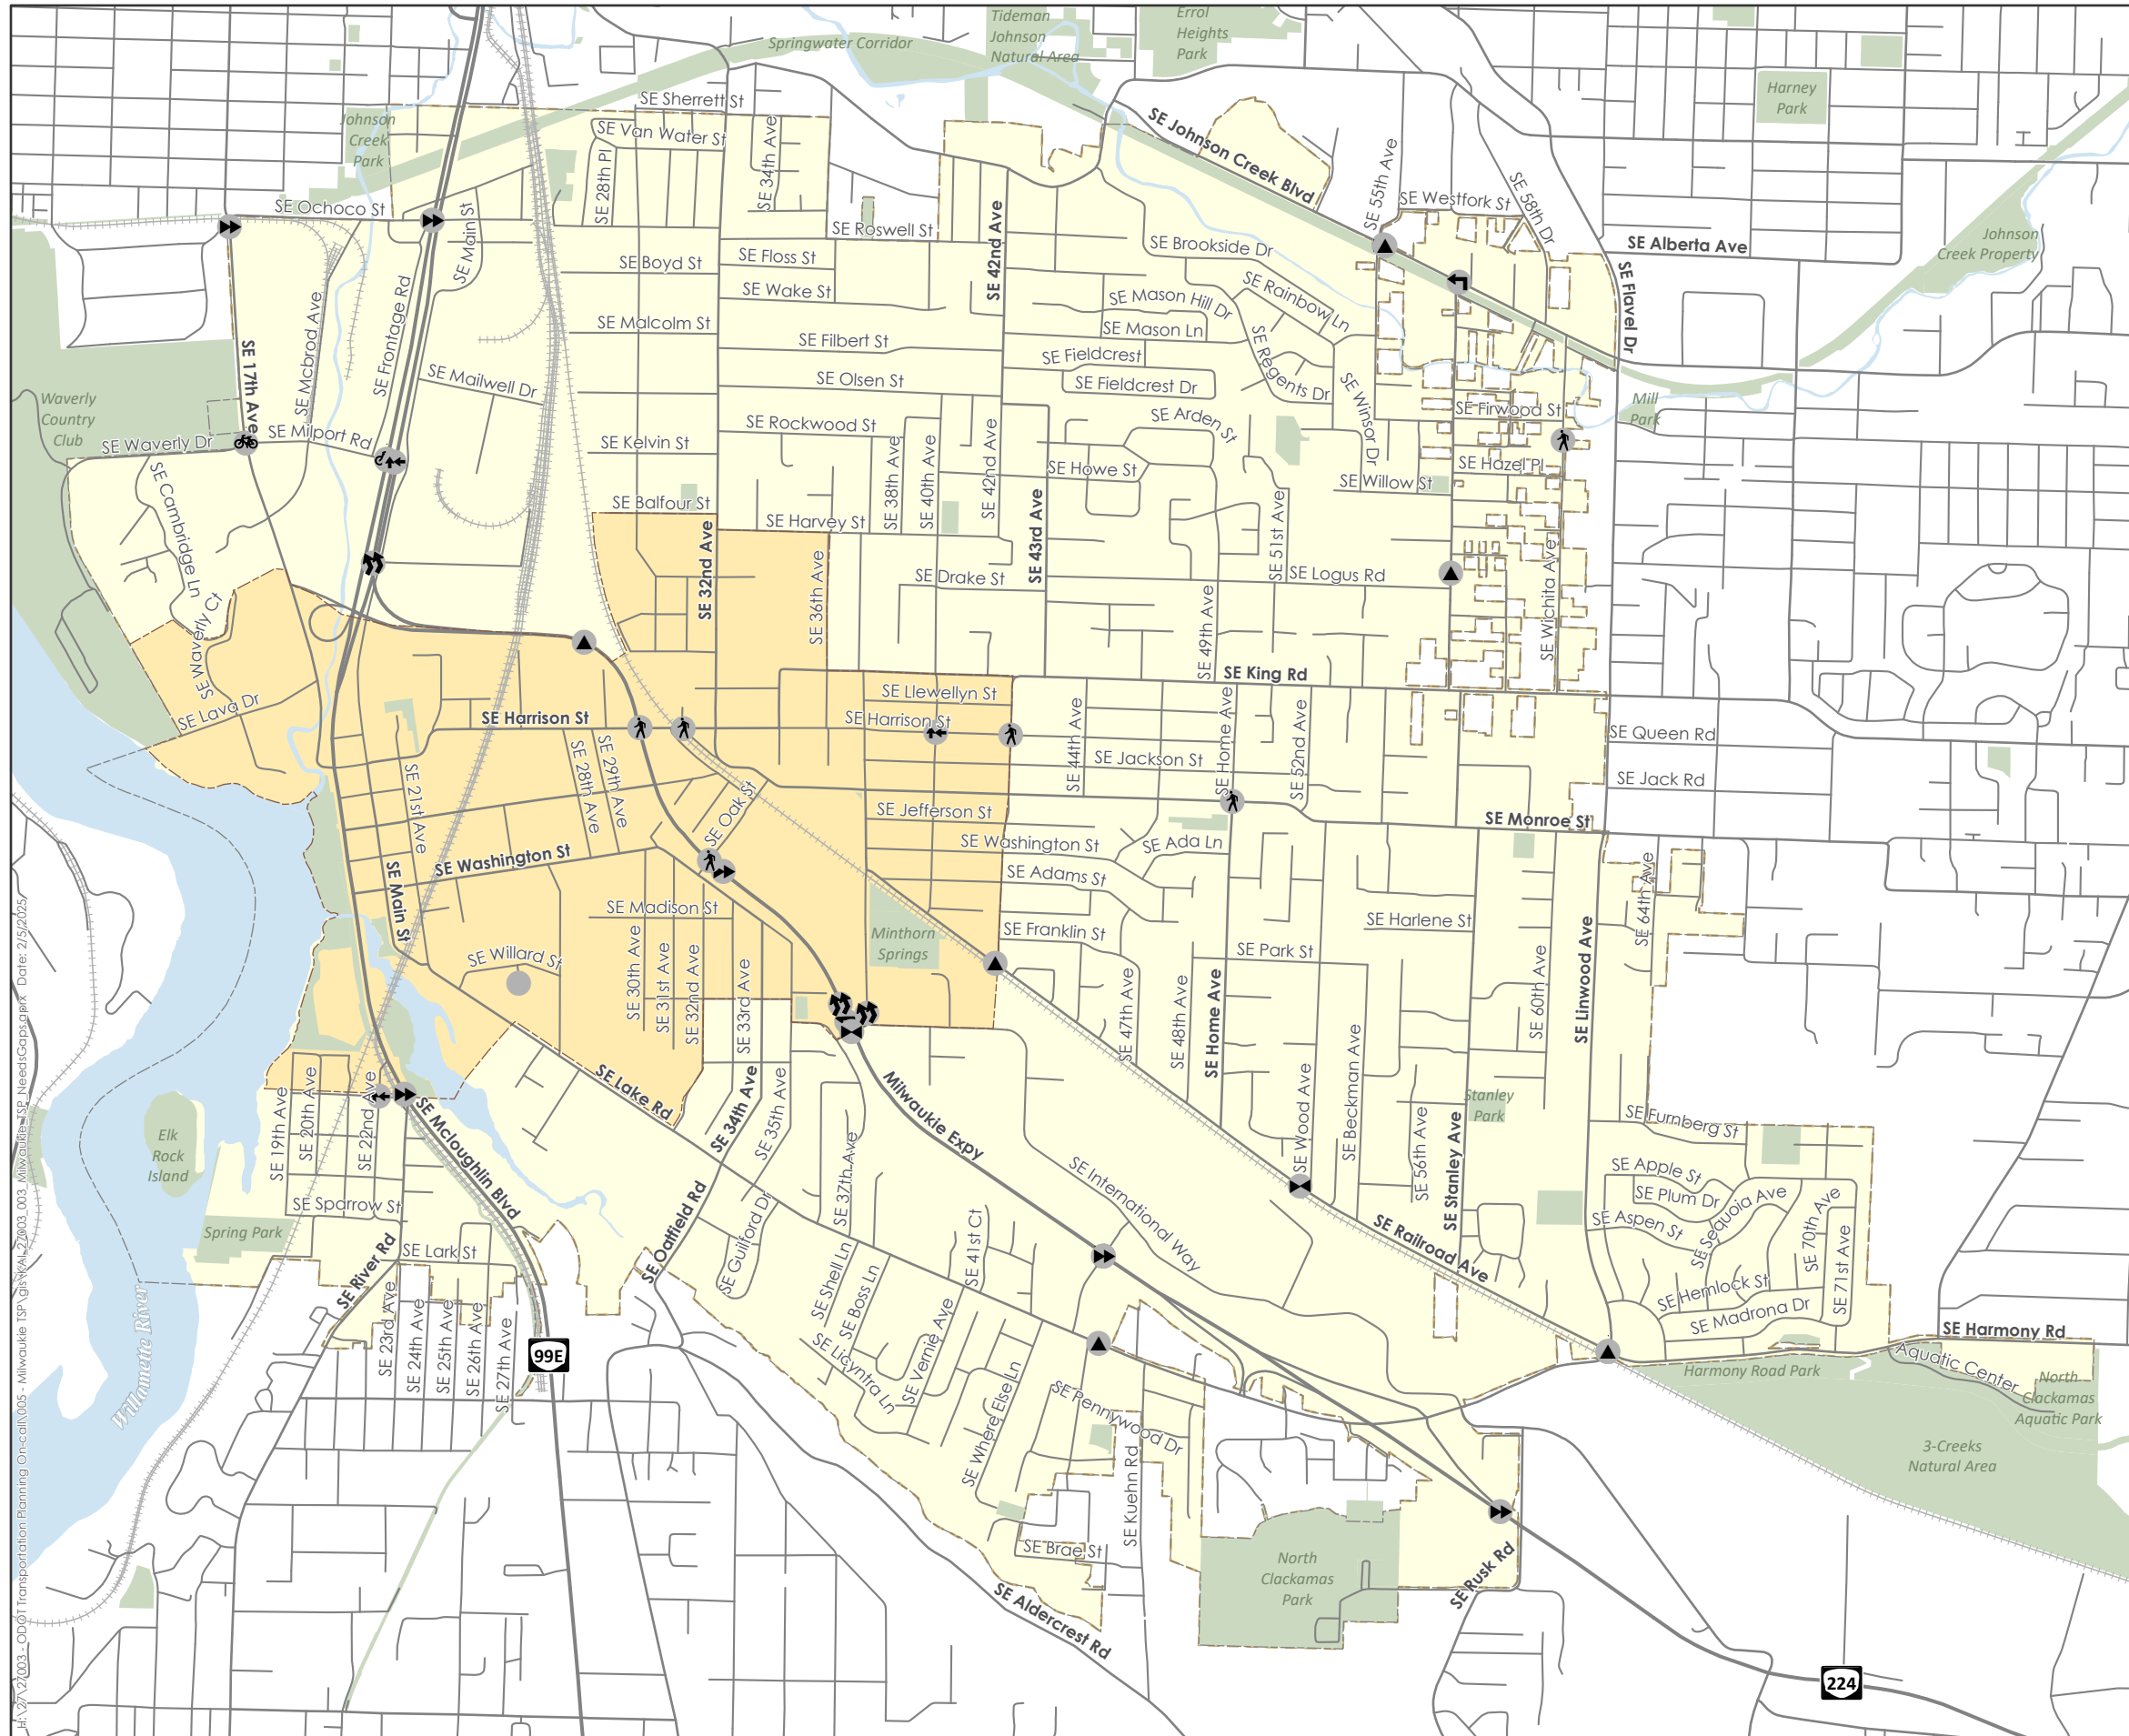 Springwater Corridor
Tideman
Johnson
Natural Area
Errol
Heights
Park
Harney
Park
SE Sherrett St
Johnson
Creek
Park
SE Van Water St
SE 34th Ave
SE 28th Pl
SE Johnson Creek Blvd
SE 55th Ave
SE Westfork St
SE 58th Dr
SE Ochoco St
SE Main St
SE Roswell St
SE 42nd Ave
SE Brookside Dr
SE Alberta Ave
Johnson
Creek Property
SE Flavel Dr
SE Boyd St
SE Floss St
SE Wake St
SE Mason Hill Dr
SE Rainbow Ln
SE Mcbrod Ave
SE Frontage Rd
SE Malcolm St
SE Filbert St
SE Mason Ln
SE Fieldcrest
SE Regents Dr
SE 17th Ave
SE Mailwell Dr
SE Olsen St
SE Fieldcrest Dr
SE Winsor Dr
Waverly
Country
Club
SE Waverly Dr
SE Milport Rd
SE Rockwood St
SE Arden St
SE Firwood St
Mill
Park
SE Kelvin St
SE 38th Ave
SE 40th Ave
SE 42nd Ave
SE Howe St
SE Hazel Pl
SE Willow St
SE Cambridge Ln
SE Balfour St
SE Harvey St
SE 32nd Ave
SE 36th Ave
SE 43rd Ave
SE Drake St
SE 51st Ave
SE Logus Rd
SE Wichita Ave
SE Waverly Ct
SE 49th Ave
SE King Rd
SE Lava Dr
SE Llewellyn St
SE Harrison St
SE Harrison St
SE 44th Ave
SE Home Ave
SE 52nd Ave
SE Queen Rd
SE Jackson St
SE Jack Rd
SE 21st Ave
SE 28th Ave
SE 29th Ave
SE Oak St
SE Jefferson St
SE Monroe St
SE Washington St
SE Washington St
SE Ada Ln
SE Adams St
SE 64th Ave
SE Main St
SE Madison St
Minthorn
Springs
SE Franklin St
SE Harlene St
SE Park St
SE Willard St
SE 30th Ave
SE 31st Ave
SE 32nd Ave
SE 33rd Ave
SE 47th Ave
SE 48th Ave
SE Home Ave
SE 60th Ave
SE Linwood Ave
SE Lake Rd
SE 34th Ave
SE 35th Ave
Milwaukie Expy
SE Wood Ave
SE Beckman Ave
SE 56th Ave
SE Stanley Ave
Stanley
Park
SE Furnberg St
Elk
Rock
Island
SE 19th Ave
SE 20th Ave
SE 22nd Ave
SE Mcloughlin Blvd
SE 37th Ave
SE International Way
SE Apple St
SE Plum Dr
SE Sequoia Ave
SE Aspen St
SE 70th Ave
SE 71st Ave
SE Sparrow St
Spring Park
SE River Rd
SE Lark St
SE Oatfield Rd
SE Guilford Dr
SE Shell Ln
SE Boss Ln
SE 41st Ct
SE Railroad Ave
SE Hemlock St
SE Madrona Dr
SE Harmony Rd
Harmony Road Park
Aquatic Center
North
Clackamas
Aquatic Park
3-Creeks
Natural Area
SE 23rd Ave
SE 24th Ave
SE 25th Ave
SE 26th Ave
SE 27th Ave
99E
SE Licyntra Ln
SE Vernie Ave
SE Where Else Ln
SE Pennywood Dr
SE Kuehn Rd
Willamette River
SE Brae St
SE Aldercrest Rd
North
Clackamas
Park
SE Rusk Rd
224
H:\27\27003 - ODOT Transportation Planning On-call\005 - Milwaukie TSP\gis\KAI_27003_003_Milwaukie_TSP_NeedsGaps.aprx Date: 2/5/2025